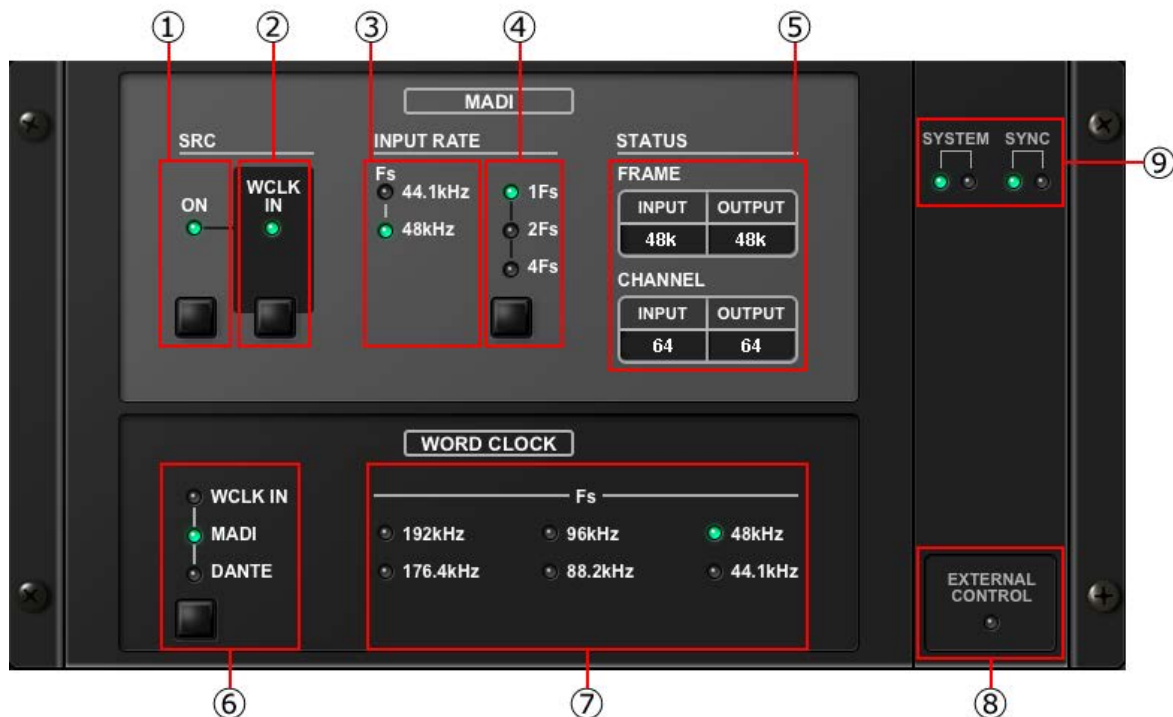 ① ② ③ ④ ⑤
MADI
SRC
INPUT RATE
STATUS
SYSTEM SYNC
⑨
ON
WCLK
IN
Fs
44.1kHz
48kHz
1Fs
2Fs
4Fs
FRAME
INPUT OUTPUT
48k 48k
CHANNEL
INPUT OUTPUT
64 64
WORD CLOCK
WCLK IN
MADI
DANTE
Fs
192kHz 96kHz 48kHz
176.4kHz 88.2kHz 44.1kHz
EXTERNAL
CONTROL
⑥ ⑦ ⑧